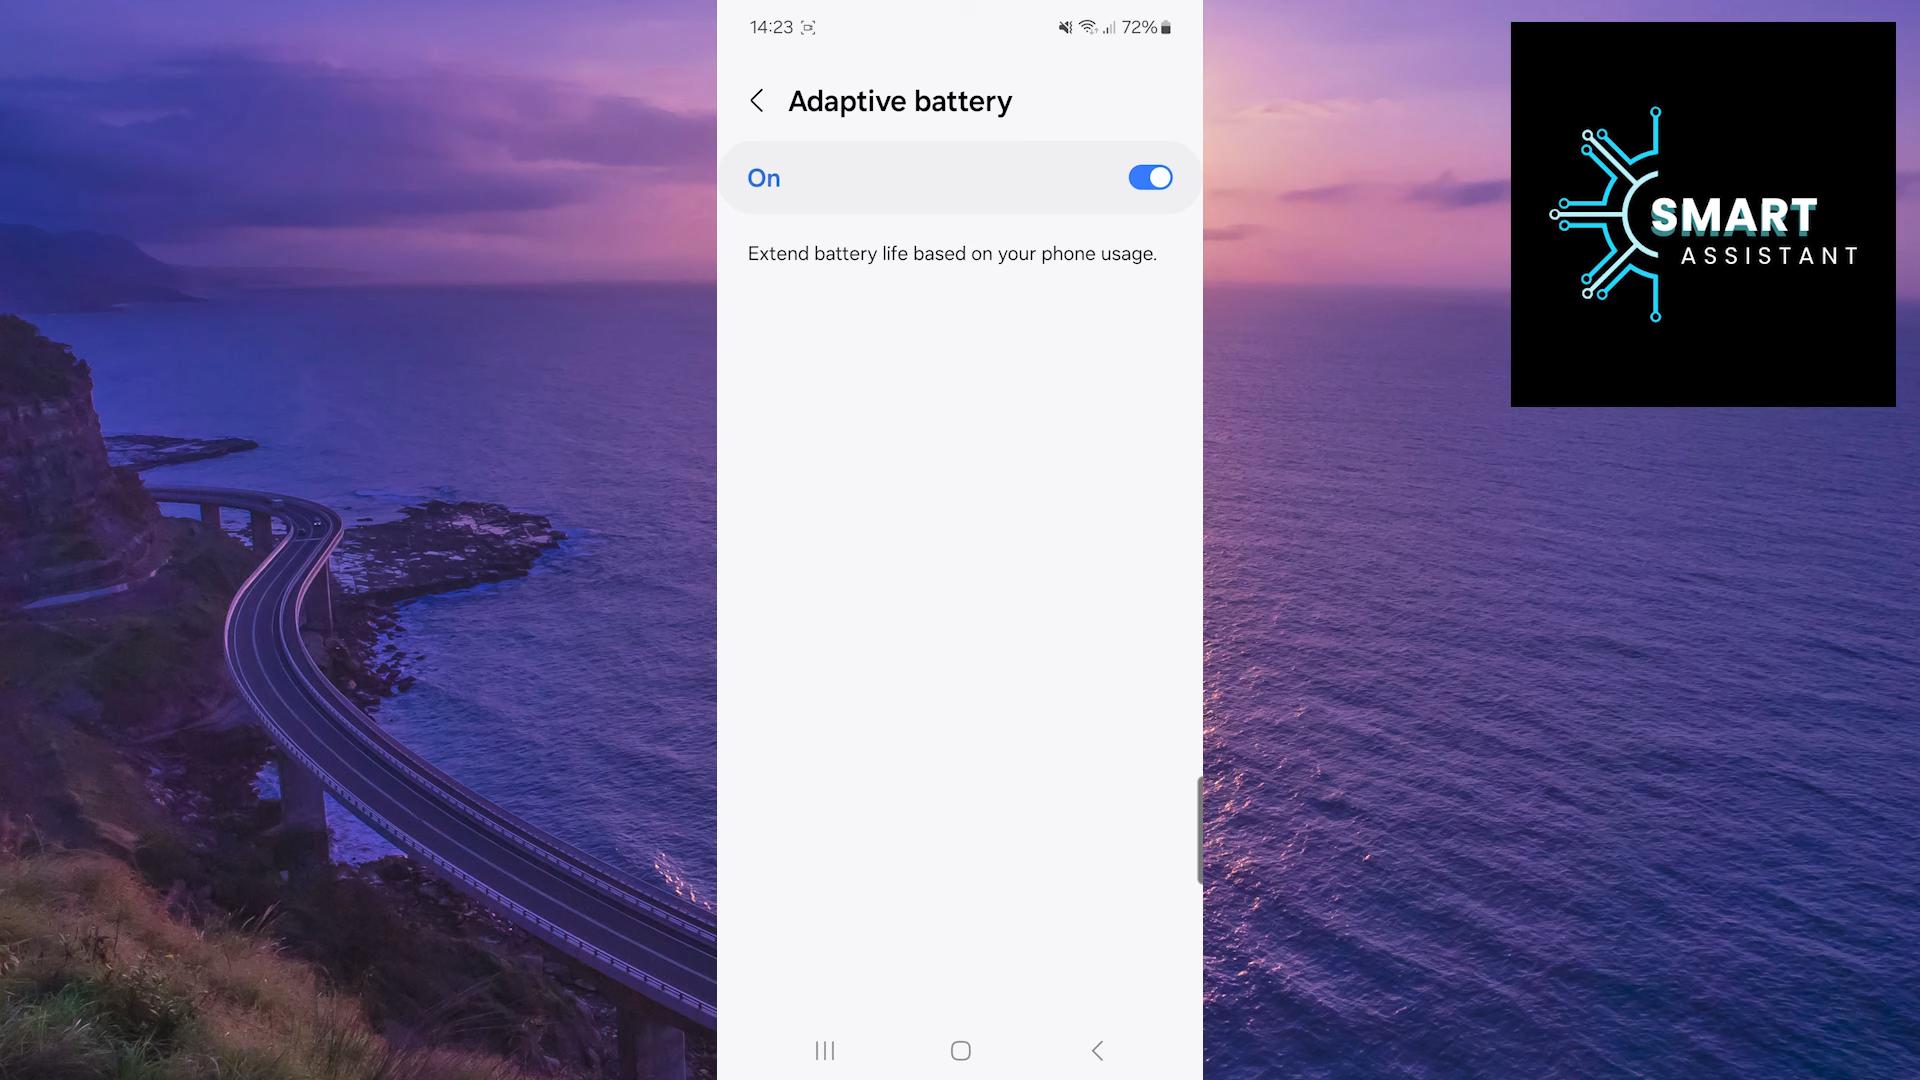 14:23
72%
Adaptive battery
On
Extend battery life based on your phone usage.
SMART
ASSISTANT